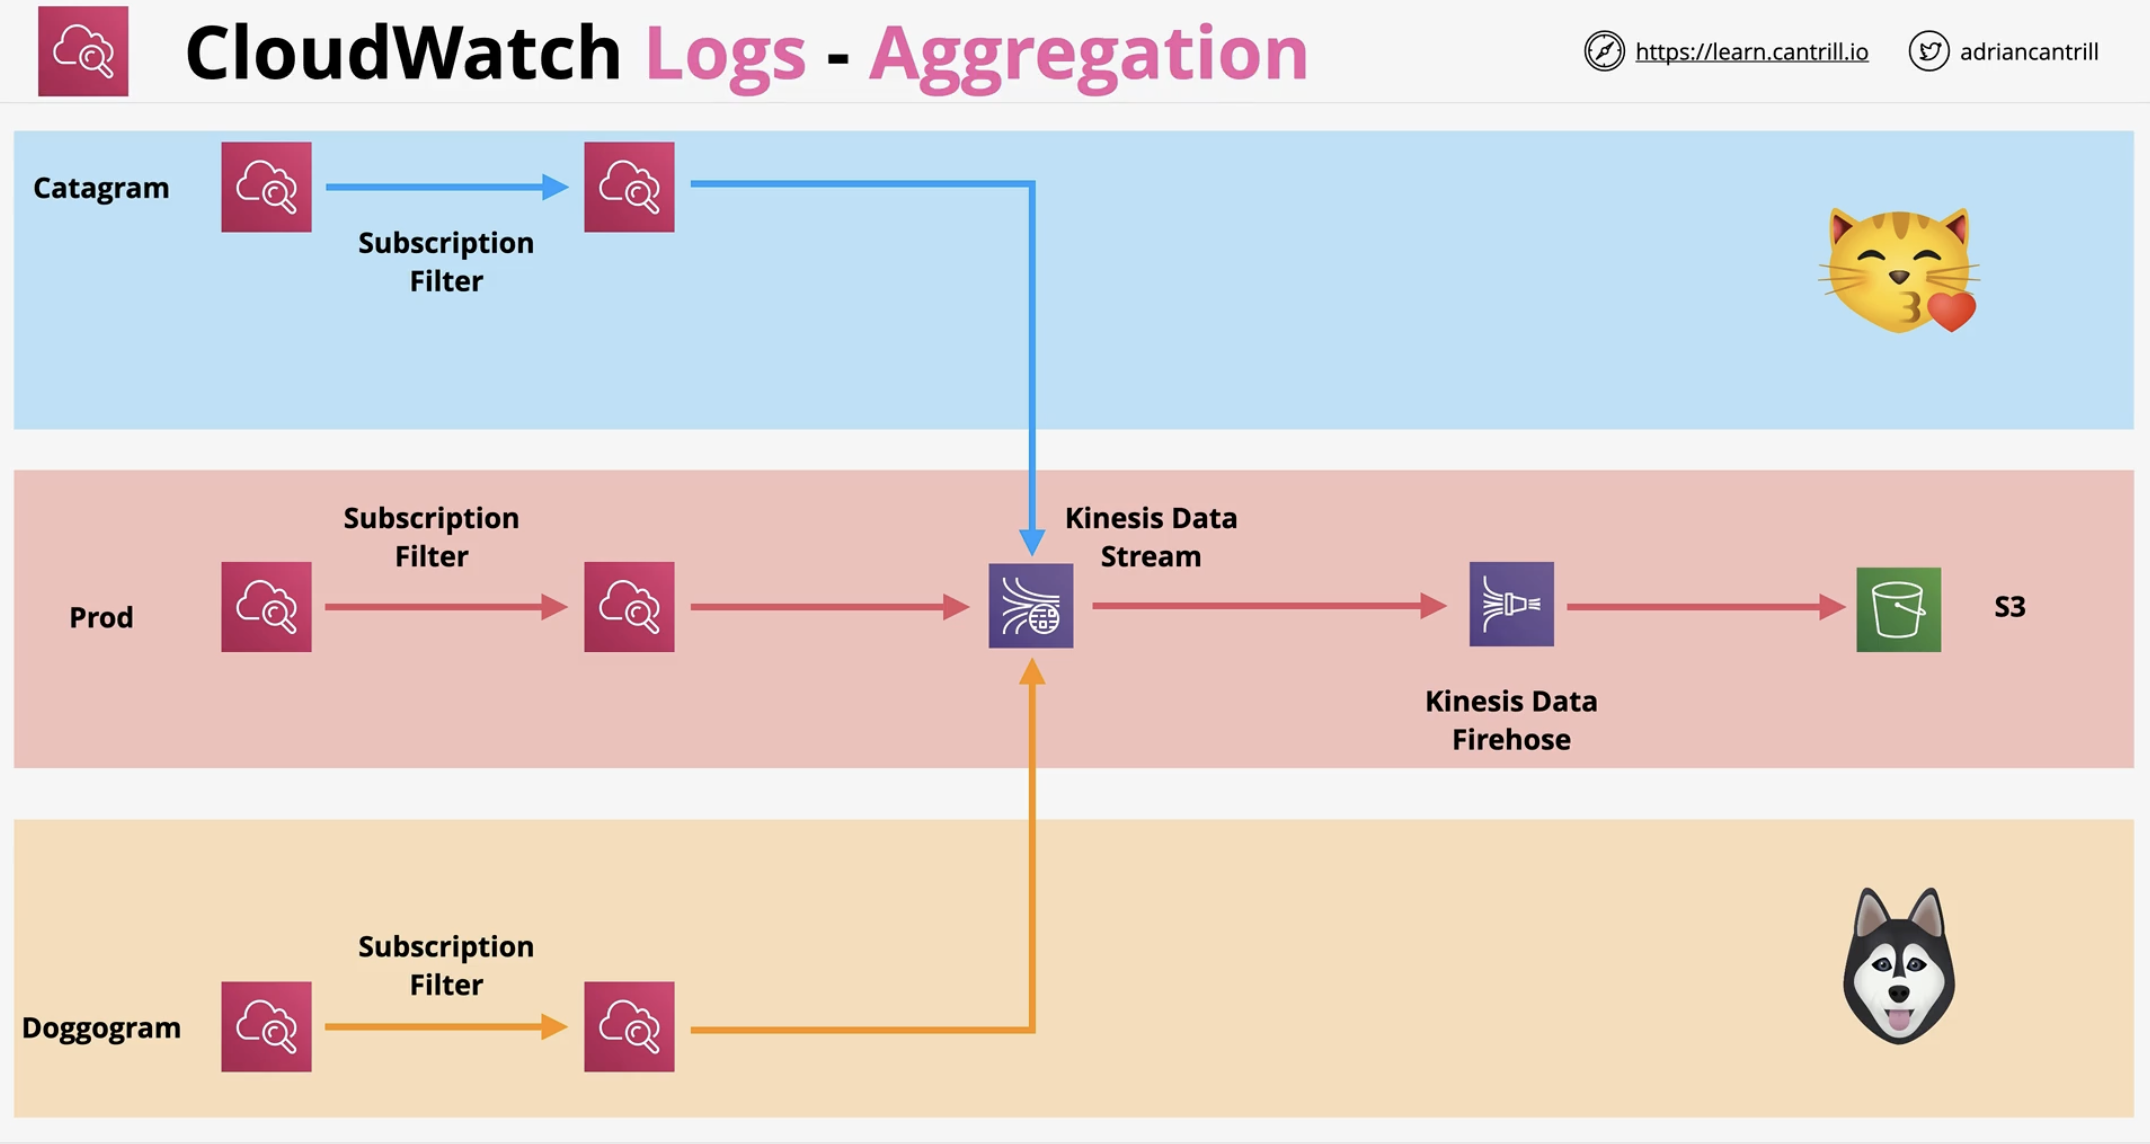 CloudWatch Logs - Aggregation
https://learn.cantrill.io
adriancantrill
Catagram
Subscription
Filter
Subscription
Filter
Kinesis Data
Stream
Prod
S3
Kinesis Data
Firehose
Subscription
Filter
Doggogram